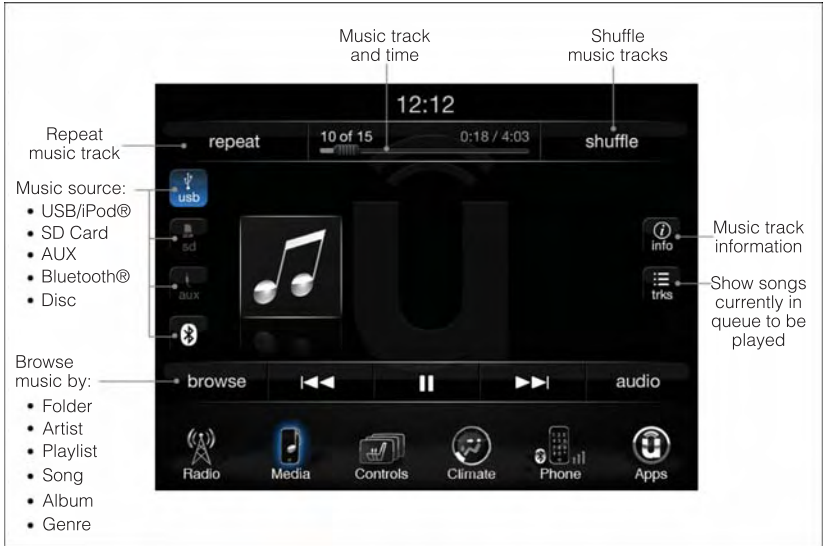 Music track
and time
Shuffle
music tracks
12:12
Repeat
music track
repeat
10 of 15
0:18 / 4:03
shuffle
Music source:
• USB/iPod®
• SD Card
• AUX
• Bluetooth®
• Disc
usb
sd
aux
info
trks
Music track
information
Show songs
currently in
queue to be
played
Browse
music by:
• Folder
• Artist
• Playlist
• Song
• Album
• Genre
browse
audio
Radio
Media
Controls
Climate
Phone
Apps